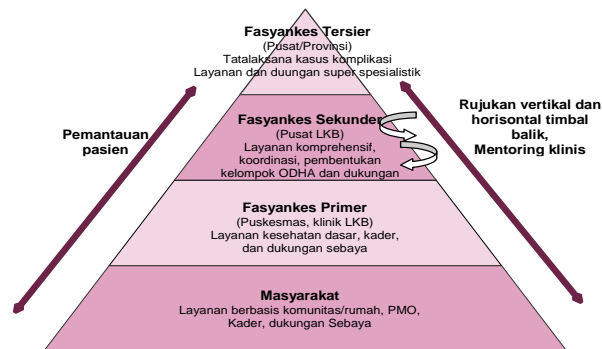 Fasyankes Tersier
(Pusat/Provinsi)
Tatalaksana kasus komplikasi
Layanan dan duungan super spesialistik
Fasyankes Sekunder
(Pusat LKB)
Layanan komprehensif,
koordinasi, pembentukan
kelompok ODHA dan dukungan
Pemantauan
pasien
Rujukan vertikal dan
horisontal timbal
balik,
Mentoring klinis
Fasyankes Primer
(Puskesmas, klinik LKB)
Layanan kesehatan dasar, kader,
dan dukungan sebaya
Masyarakat
Layanan berbasis komunitas/rumah, PMO,
Kader, dukungan Sebaya